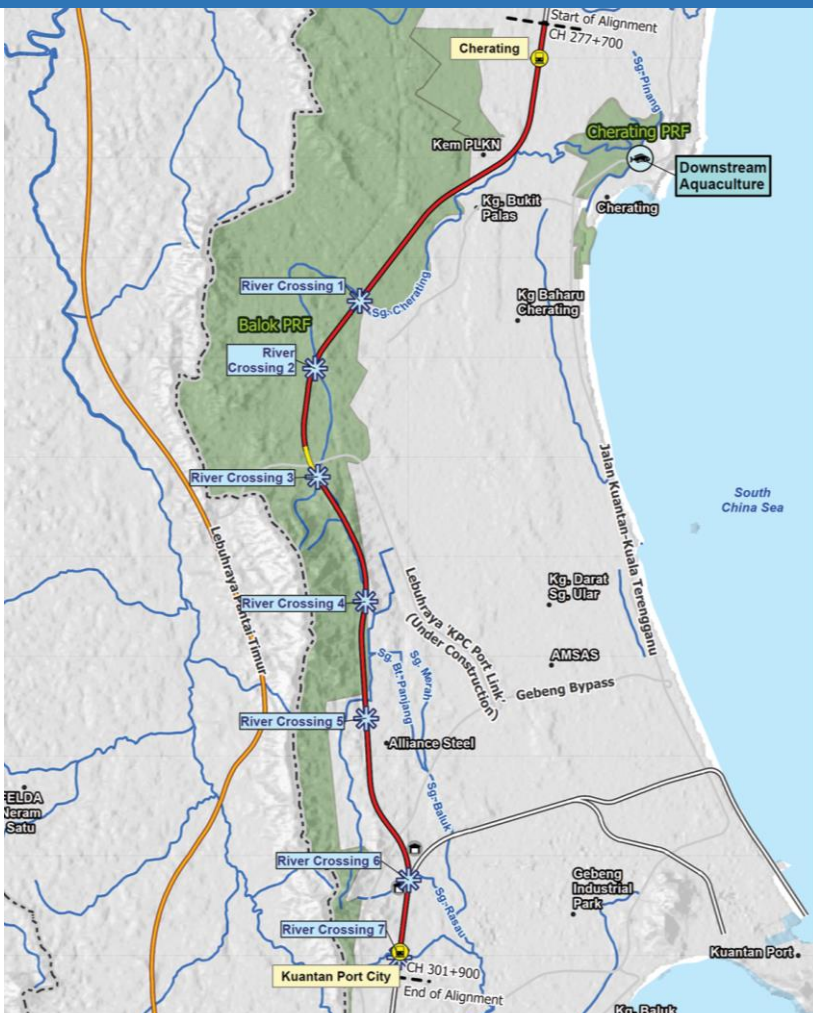 Start of Alignment
CH 277+700
Cherating
Sg. Pinang
Kem PLKN
Cherating PRF
Downstream
Aquaculture
Kg. Bukit
Palas
Cherating
River Crossing 1
Sg. Cherating
Kg Baharu
Cherating
Balok PRF
River
Crossing 2
River Crossing 3
Jalan Kuantan-Kuala Terengganu
South
China Sea
Lebuhraya Pantai Timur
Lebuhraya 'KPC Port Link'
(Under Construction)
Kg. Darat
Sg. Ular
River Crossing 4
AMSAS
Sg. Bt. Panjang
Sg. Merah
Gebeng Bypass
River Crossing 5
Alliance Steel
ELDA
Neram
Satu
Sg. Baluk
River Crossing 6
Gebeng
Industrial
Park
Sg. Rasau
River Crossing 7
Kuantan Port
CH 301+900
Kuantan Port City
End of Alignment
Kg. Baluk